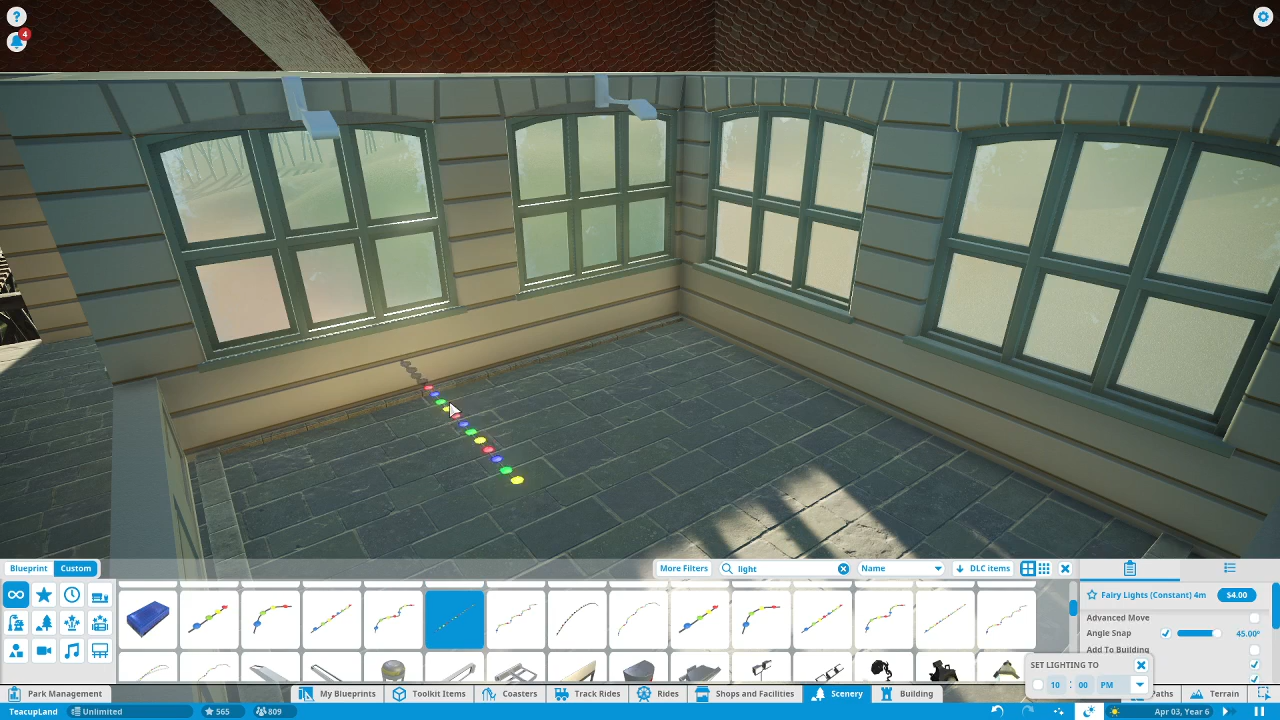 ?
4
Blueprint Custom More Filters light Name DLC items
Fairy Lights (Constant) 4m $4.00
Advanced Move
Angle Snap 45.00°
Add To Building
SET LIGHTING TO
10 : 00 PM
Park Management My Blueprints Toolkit Items Coasters Track Rides Rides Shops and Facilities Scenery Building Paths Terrain
TeacupLand Unlimited 565 809 Apr 03, Year 6